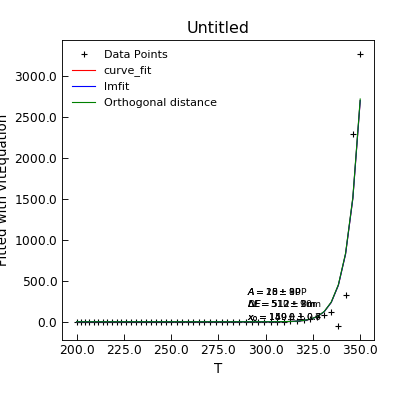 Untitled
Data Points
curve_fit
lmfit
Orthogonal distance
3000.0
2500.0
2000.0
1500.0
1000.0
500.0
0.0
200.0 225.0 250.0 275.0 300.0 325.0 350.0
T
Fitted with VitEquation